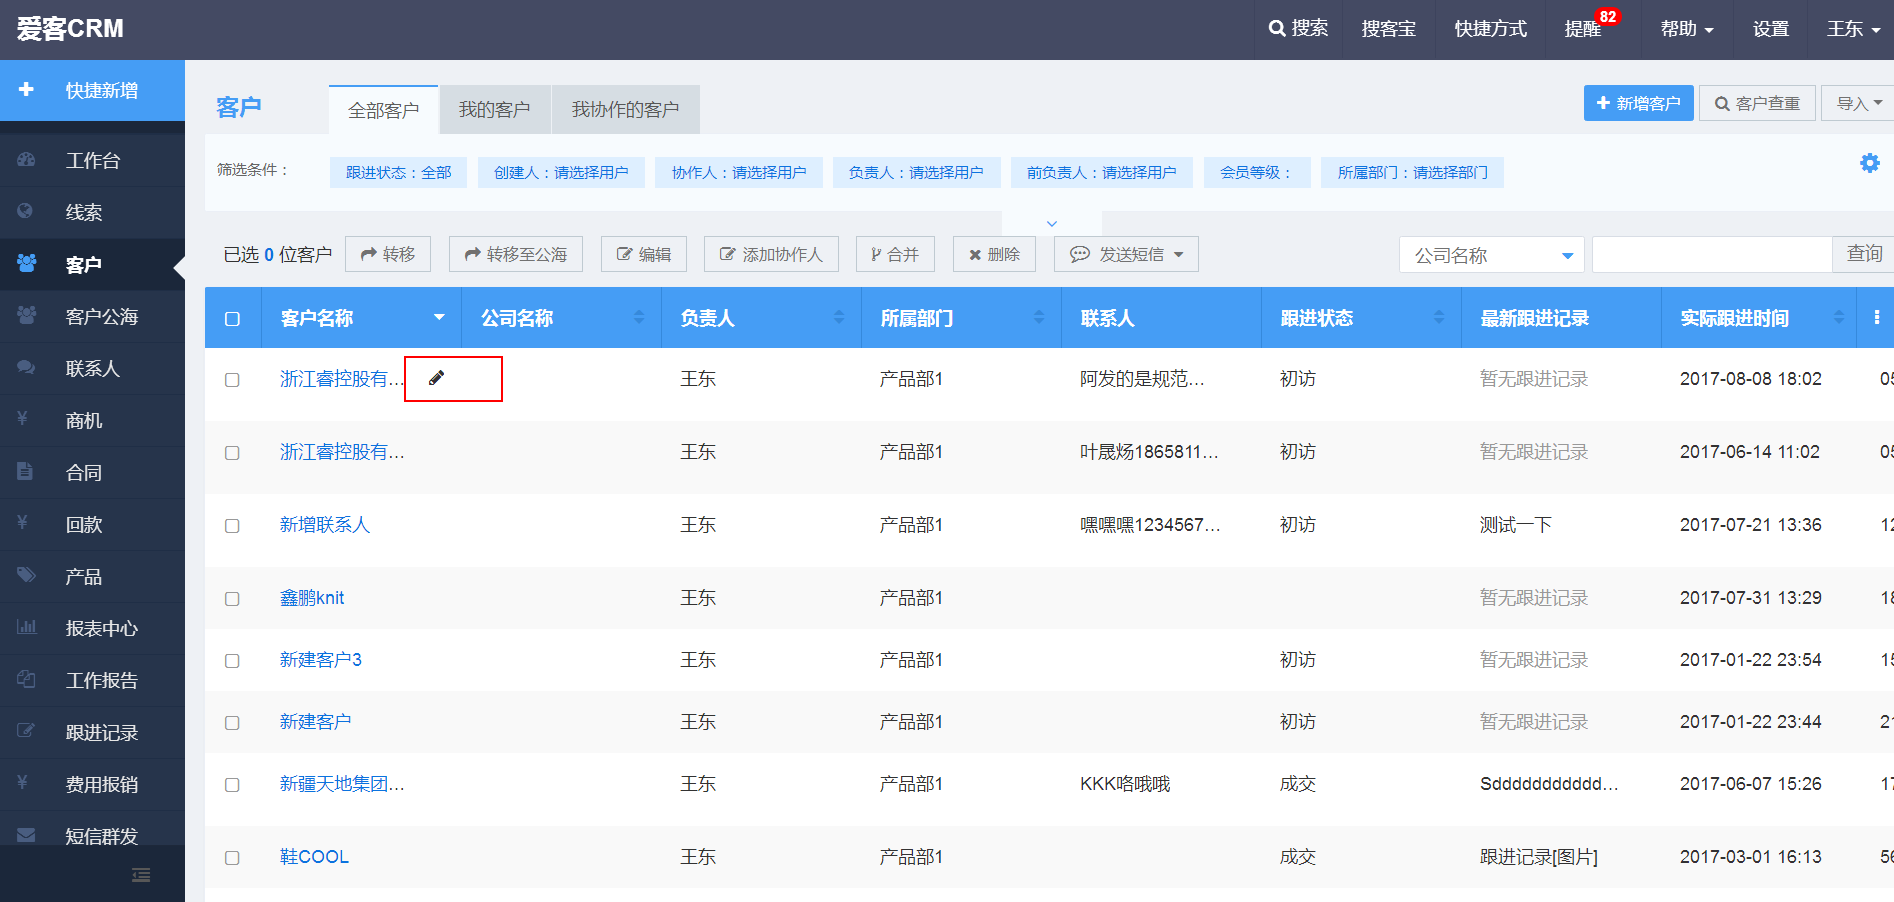 爱客CRM
搜索 搜客宝 快捷方式 提醒 82 帮助 设置 王东
快捷新增
工作台
线索
客户
客户公海
联系人
¥ 商机
合同
¥ 回款
产品
报表中心
工作报告
跟进记录
¥ 费用报销
短信群发
客户 全部客户 我的客户 我协作的客户 新增客户 客户查重 导入
筛选条件： 跟进状态：全部 创建人：请选择用户 协作人：请选择用户 负责人：请选择用户 前负责人：请选择用户 会员等级： 所属部门：请选择部门
已选 0 位客户 转移 转移至公海 编辑 添加协作人 合并 删除 发送短信 公司名称 查询
客户名称 公司名称 负责人 所属部门 联系人 跟进状态 最新跟进记录 实际跟进时间
浙江睿控股有... 王东 产品部1 阿发的是规范... 初访 暂无跟进记录 2017-08-08 18:02 05
浙江睿控股有... 王东 产品部1 叶晟炀1865811... 初访 暂无跟进记录 2017-06-14 11:02 05
新增联系人 王东 产品部1 嘿嘿嘿1234567... 初访 测试一下 2017-07-21 13:36 12
鑫鹏knit 王东 产品部1 暂无跟进记录 2017-07-31 13:29 18
新建客户3 王东 产品部1 初访 暂无跟进记录 2017-01-22 23:54 15
新建客户 王东 产品部1 初访 暂无跟进记录 2017-01-22 23:44 21
新疆天地集团... 王东 产品部1 KKK咯哦哦 成交 Sddddddddddd... 2017-06-07 15:26 17
鞋COOL 王东 产品部1 成交 跟进记录[图片] 2017-03-01 16:13 56